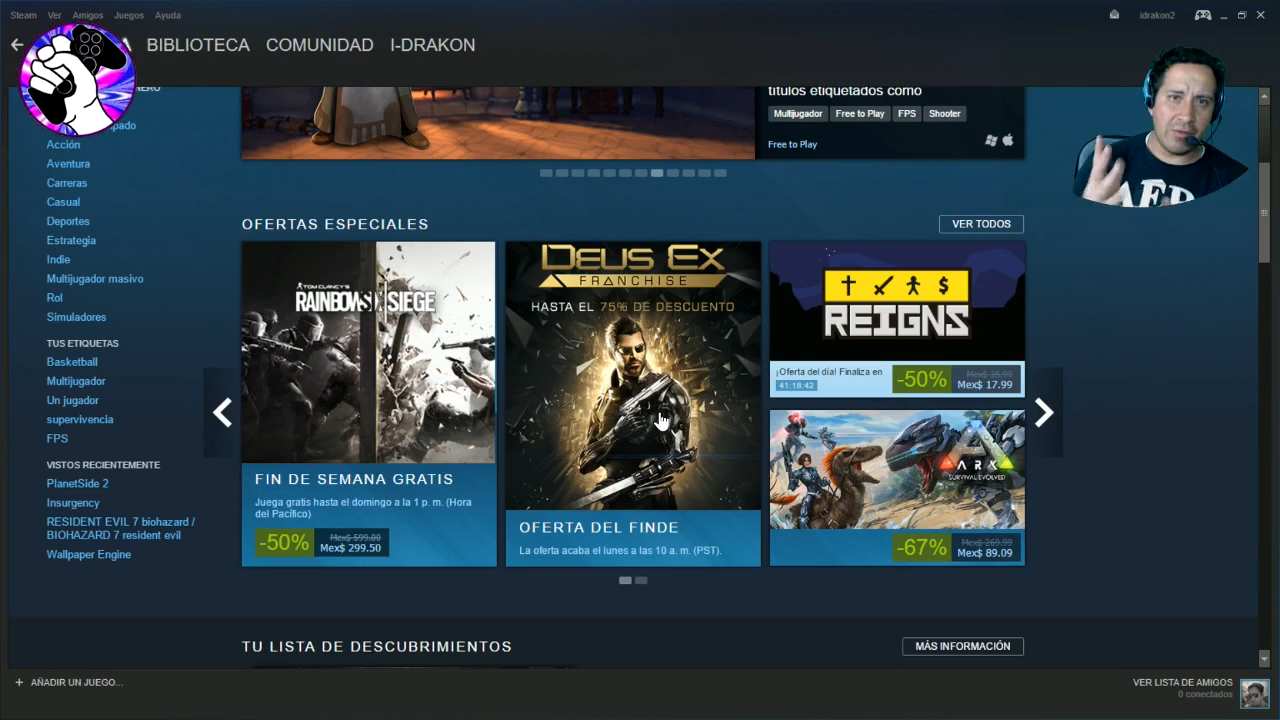 Steam Ver Amigos Juegos Ayuda
idrakon2
BIBLIOTECA COMUNIDAD I-DRAKON
títulos etiquetados como
Multijugador Free to Play FPS Shooter
Free to Play
Acción
Aventura
Carreras
Casual
Deportes
Estrategia
Indie
Multijugador masivo
Rol
Simuladores
TUS ETIQUETAS
Basketball
Multijugador
Un jugador
supervivencia
FPS
VISTOS RECIENTEMENTE
PlanetSide 2
Insurgency
RESIDENT EVIL 7 biohazard /
BIOHAZARD 7 resident evil
Wallpaper Engine
OFERTAS ESPECIALES
VER TODOS
TOM CLANCY'S
RAINBOW SIX SIEGE
FIN DE SEMANA GRATIS
Juega gratis hasta el domingo a la 1 p. m. (Hora
del Pacífico)
-50% Mex$ 599.00
Mex$ 299.50
DEUS EX
FRANCHISE
HASTA EL 75% DE DESCUENTO
OFERTA DEL FINDE
La oferta acaba el lunes a las 10 a. m. (PST).
REIGNS
¡Oferta del día! Finaliza en
41:18:42
-50% Mex$ 35.99
Mex$ 17.99
ARK
SURVIVAL EVOLVED
-67% Mex$ 269.99
Mex$ 89.09
TU LISTA DE DESCUBRIMIENTOS
MÁS INFORMACIÓN
+ AÑADIR UN JUEGO...
VER LISTA DE AMIGOS
0 conectados